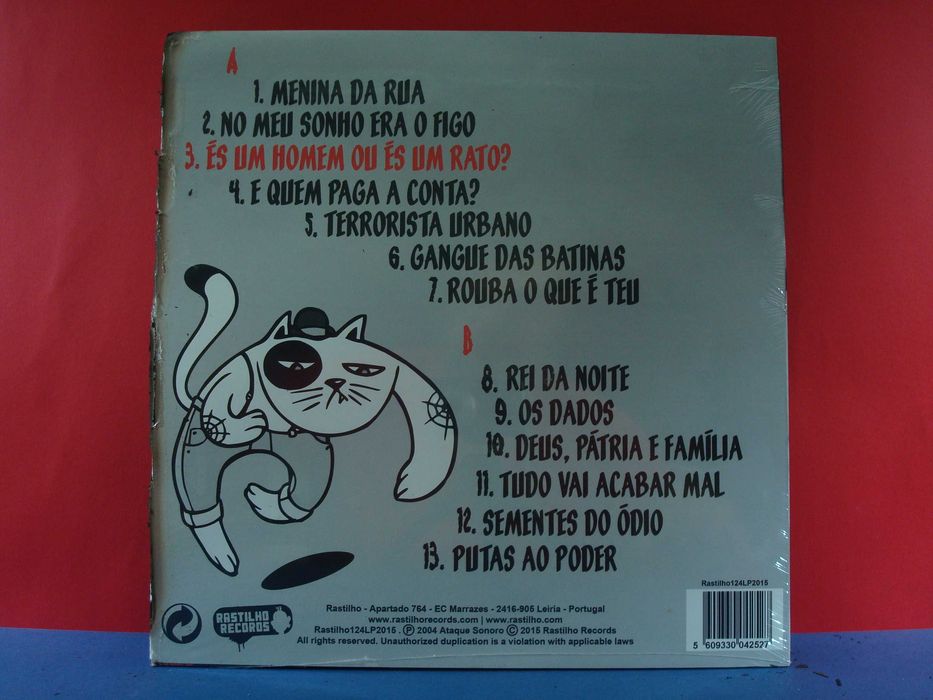 A
1. MENINA DA RUA
2. NO MEU SONHO ERA O FIGO
3. ÉS UM HOMEM OU ÉS UM RATO?
4. E QUEM PAGA A CONTA?
5. TERRORISTA URBANO
6. GANGUE DAS BATINAS
7. ROUBA O QUE É TEU
B
8. REI DA NOITE
9. OS DADOS
10. DEUS, PÁTRIA E FAMÍLIA
11. TUDO VAI ACABAR MAL
12. SEMENTES DO ÓDIO
13. PUTAS AO PODER
RASTILHO
RECORDS
Rastilho - Apartado 764 - EC Marrazes - 2416-905 Leiria - Portugal
www.rastilhorecords.com | www.rastilho.com
Rastilho124LP2015 . Ⓟ 2004 Ataque Sonoro Ⓒ 2015 Rastilho Records
All rights reserved. Unauthorized duplication is a violation with applicable laws
Rastilho124LP2015
5 609330 042527